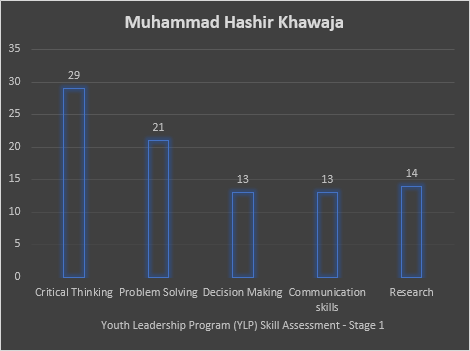 Muhammad Hashir Khawaja
35
30
25
20
15
10
5
0
29
21
13
13
14
Critical Thinking
Problem Solving
Decision Making
Communication
skills
Research
Youth Leadership Program (YLP) Skill Assessment - Stage 1